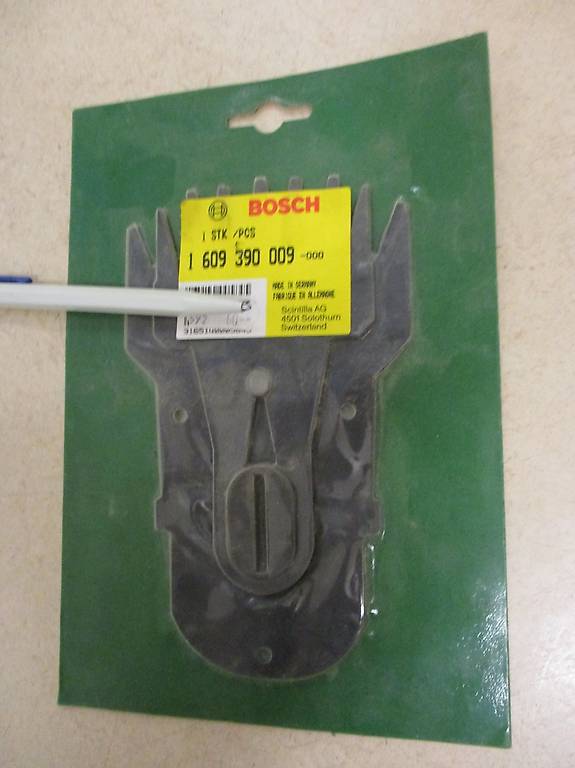 BOSCH
1 STK /PCS
1 609 390 009 -000
MADE IN GERMANY
FABRIQUE EN ALLEMAGNE
Scintilla AG
4501 Solothurn
Switzerland